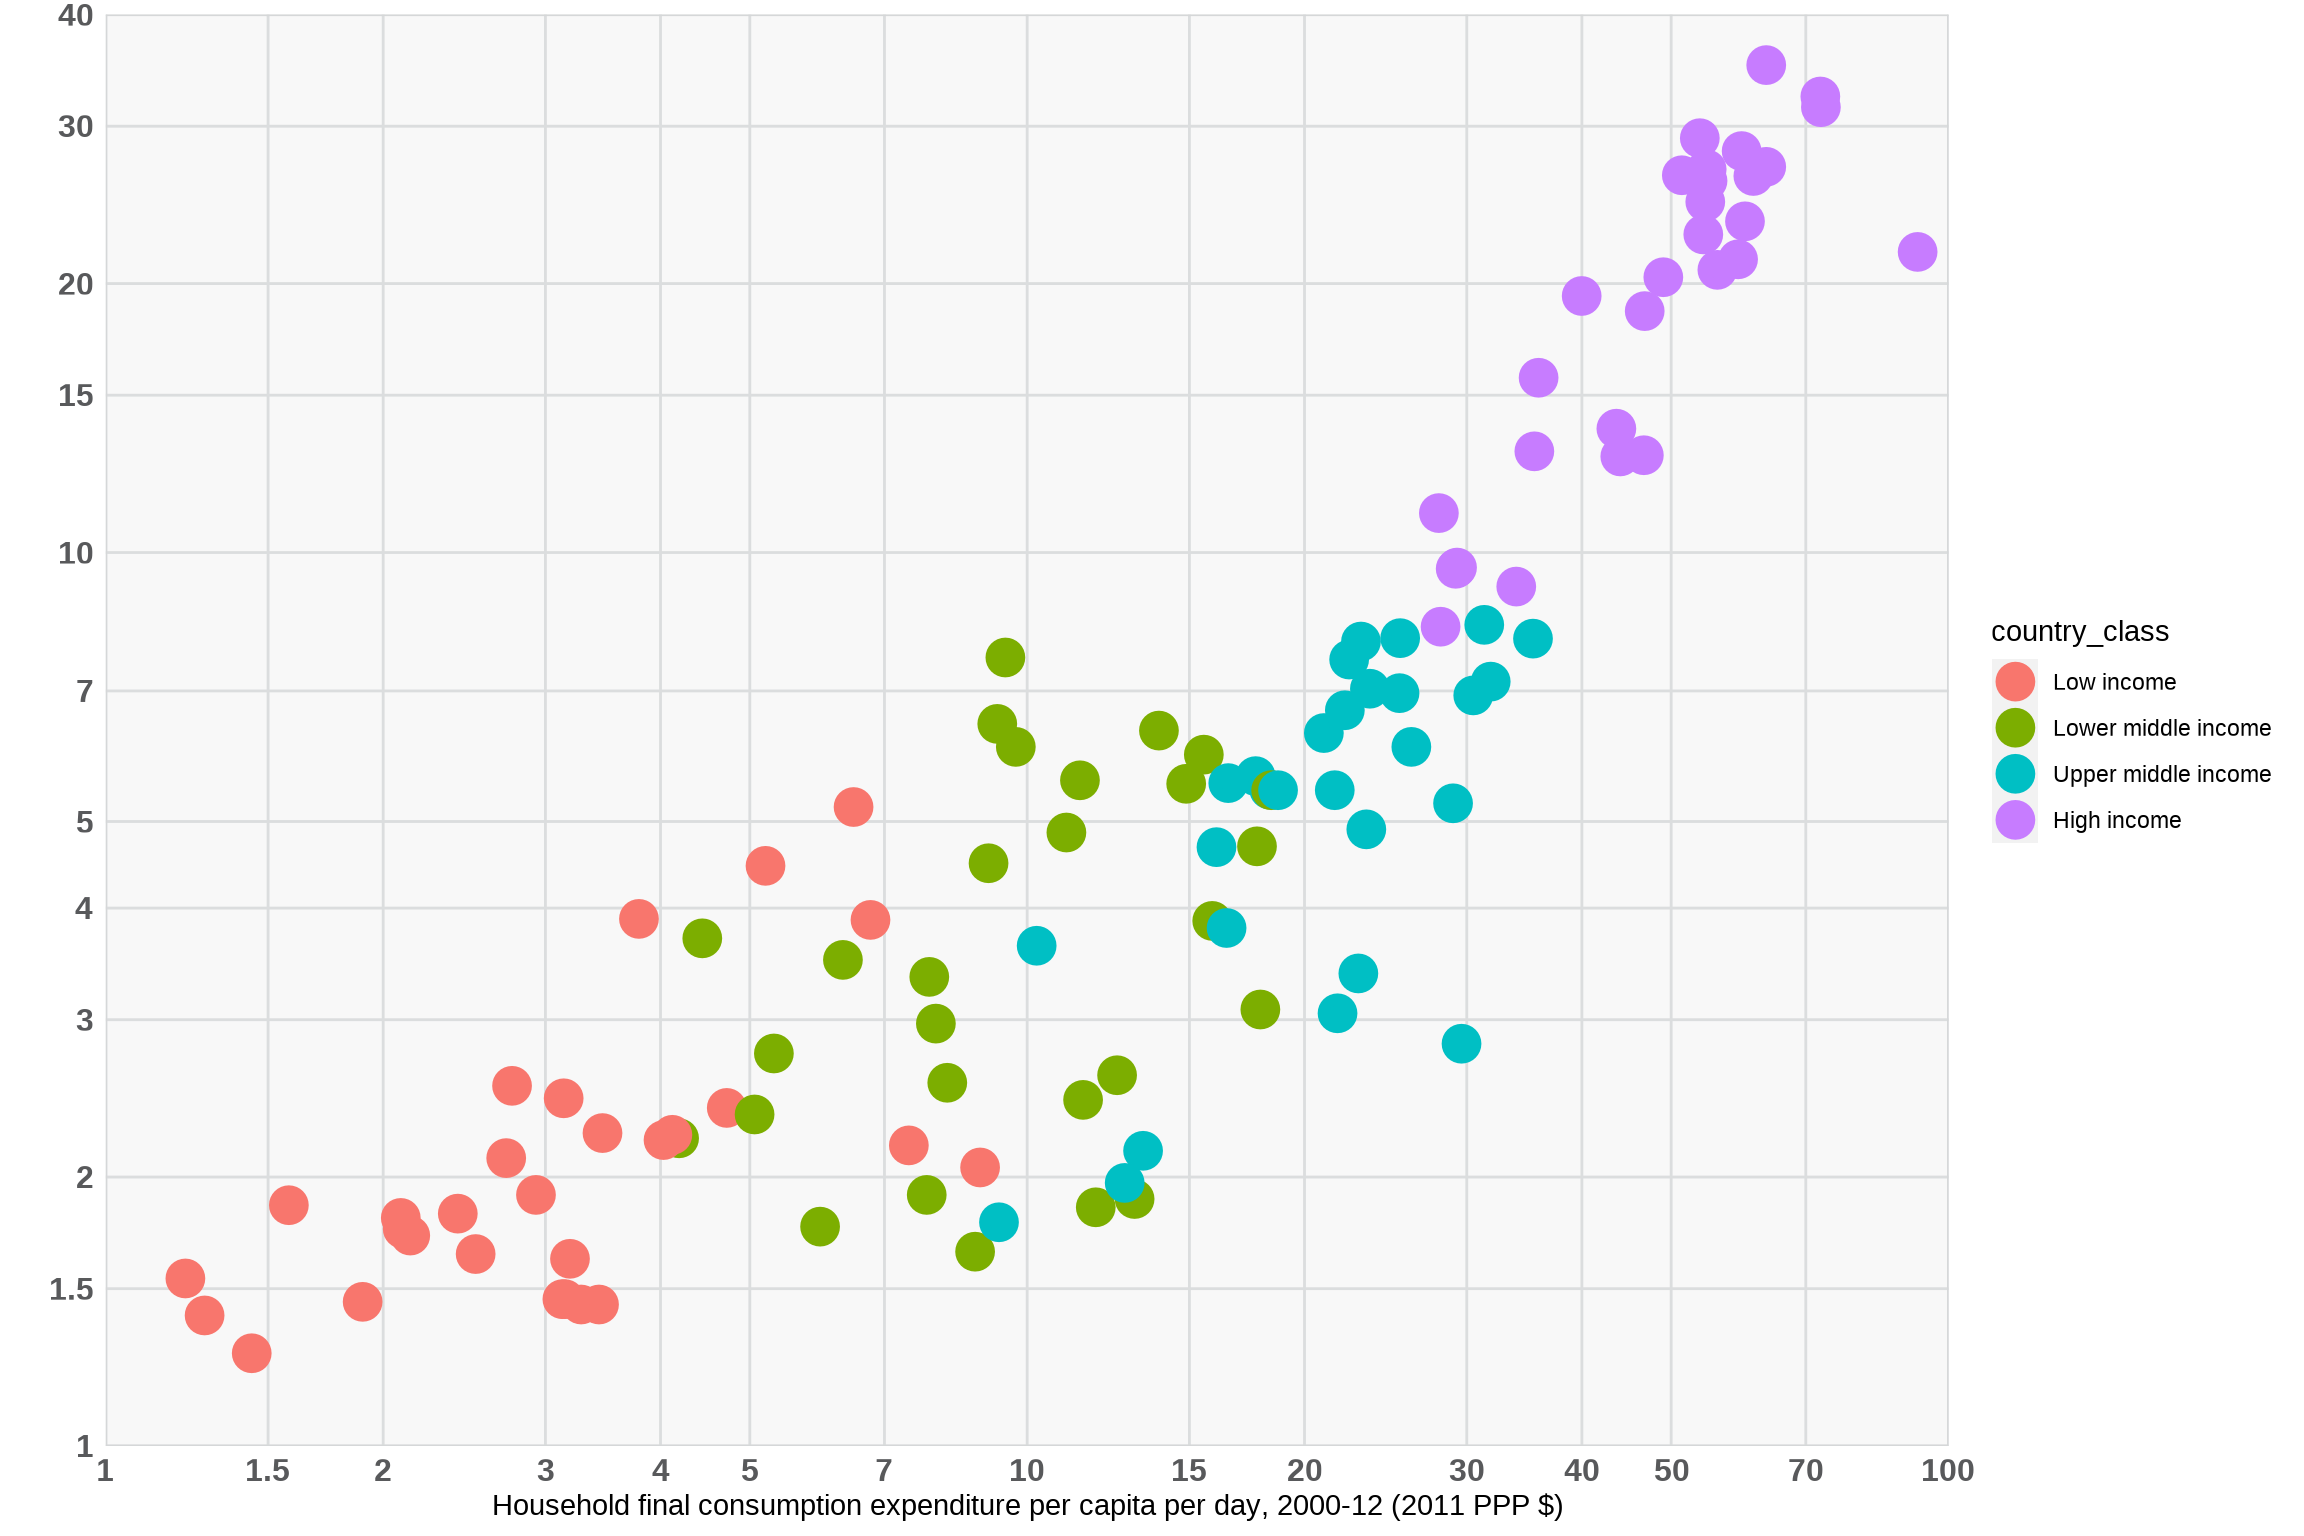 40
30
20
15
10
7
5
4
3
2
1.5
1
1 1.5 2 3 4 5 7 10 15 20 30 40 50 70 100
Household final consumption expenditure per capita per day, 2000-12 (2011 PPP $)
country_class
Low income
Lower middle income
Upper middle income
High income